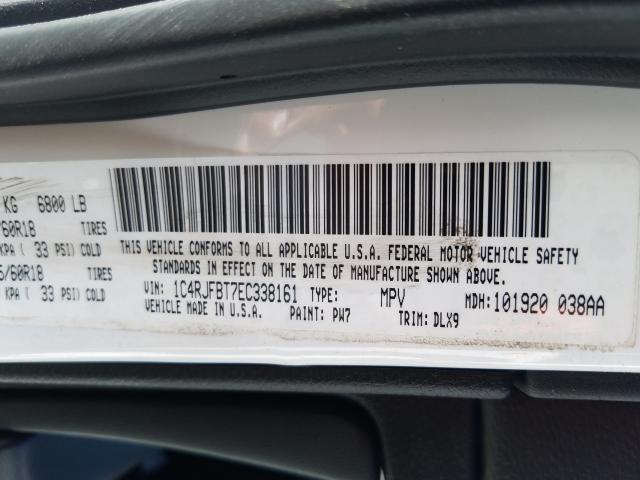 KG 6800 LB
/60R18 TIRES
KPA ( 33 PSI) COLD
/60R18 TIRES
KPA ( 33 PSI) COLD
THIS VEHICLE CONFORMS TO ALL APPLICABLE U.S.A. FEDERAL MOTOR VEHICLE SAFETY
STANDARDS IN EFFECT ON THE DATE OF MANUFACTURE SHOWN ABOVE.
VIN: 1C4RJFBT7EC338161 TYPE: MPV MDH: 101920 038AA
VEHICLE MADE IN U.S.A. PAINT: PW7 TRIM: DLX9